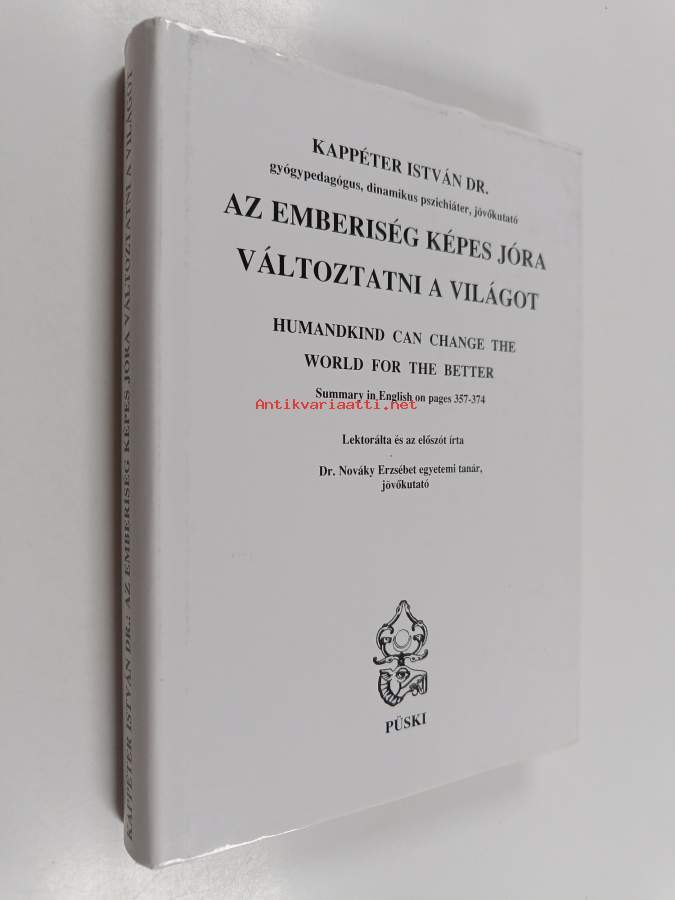 KAPPÉTER ISTVÁN DR.
gyógypedagógus, dinamikus pszichiáter, jövőkutató
AZ EMBERISÉG KÉPES JÓRA
VÁLTOZTATNI A VILÁGOT
HUMANDKIND CAN CHANGE THE
WORLD FOR THE BETTER
Summary in English on pages 357-374
Antikvariaatti.net
Lektorálta és az előszót írta
Dr. Nováky Erzsébet egyetemi tanár,
jövőkutató
PÜSKI
KAPPÉTER ISTVÁN DR.: AZ EMBERISÉG KÉPES JÓRA VÁLTOZTATNI A VILÁGOT